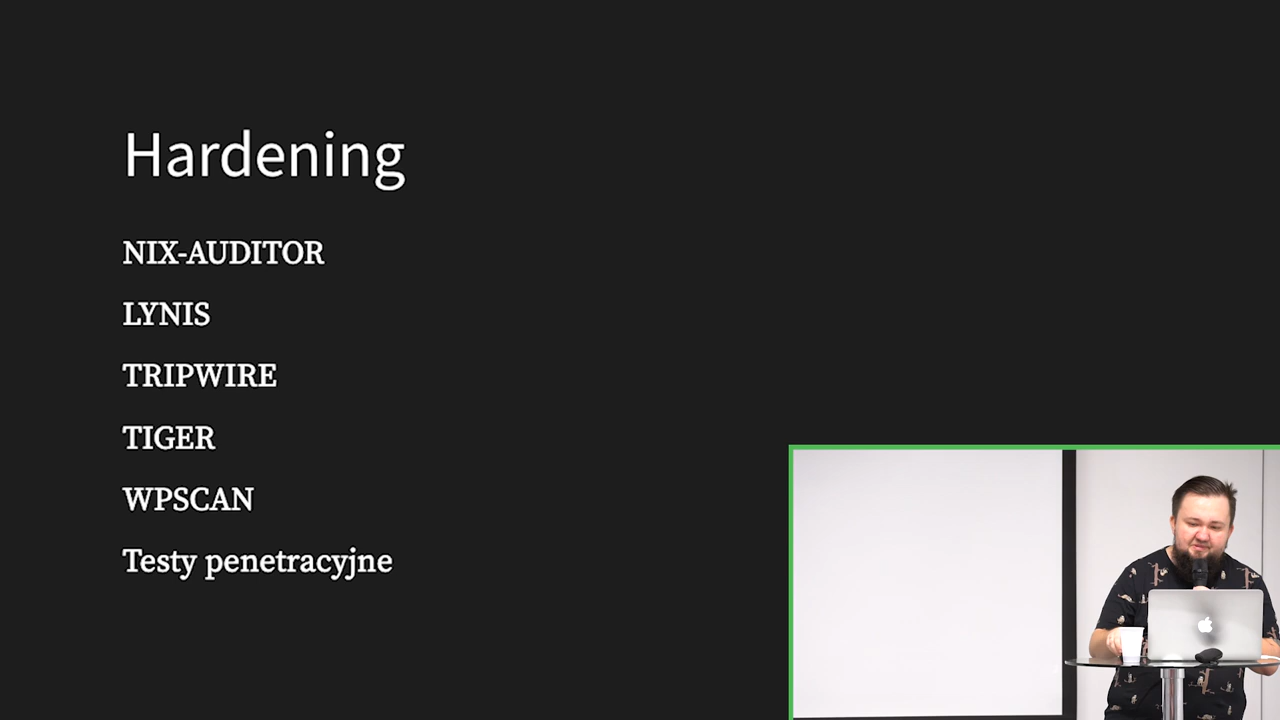 Hardening
NIX-AUDITOR
LYNIS
TRIPWIRE
TIGER
WPSCAN
Testy penetracyjne